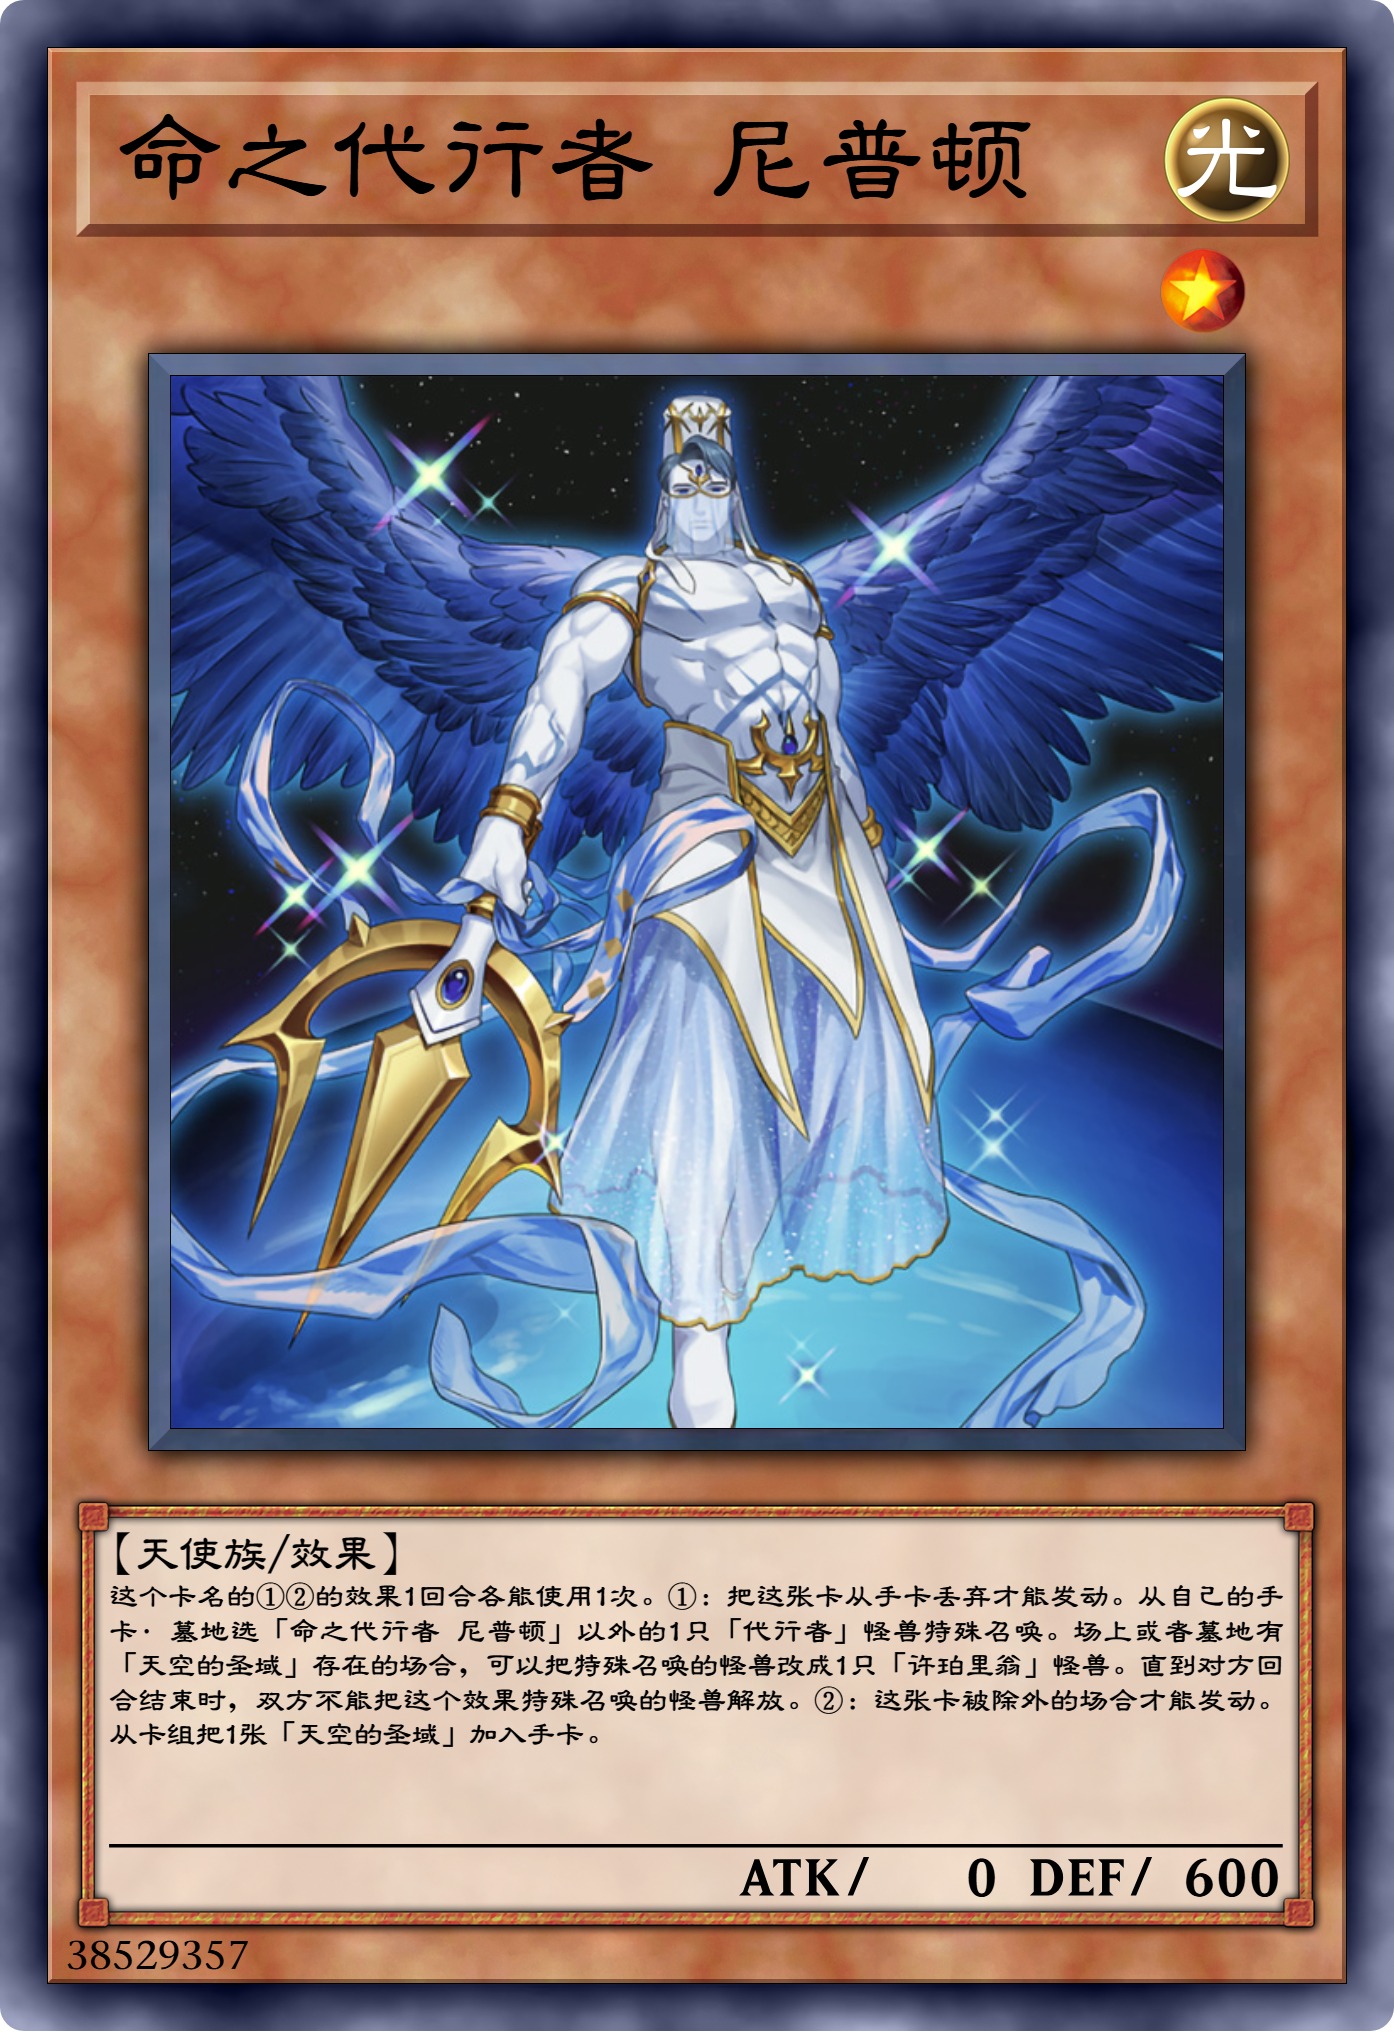 命之代行者 尼普顿
光
【天使族/效果】
这个卡名的①②的效果1回合各能使用1次。①：把这张卡从手卡丢弃才能发动。从自己的手
卡·墓地选「命之代行者 尼普顿」以外的1只「代行者」怪兽特殊召唤。场上或者墓地有
「天空的圣域」存在的场合，可以把特殊召唤的怪兽改成1只「许珀里翁」怪兽。直到对方回
合结束时，双方不能把这个效果特殊召唤的怪兽解放。②：这张卡被除外的场合才能发动。
从卡组把1张「天空的圣域」加入手卡。
ATK/ 0 DEF/ 600
38529357